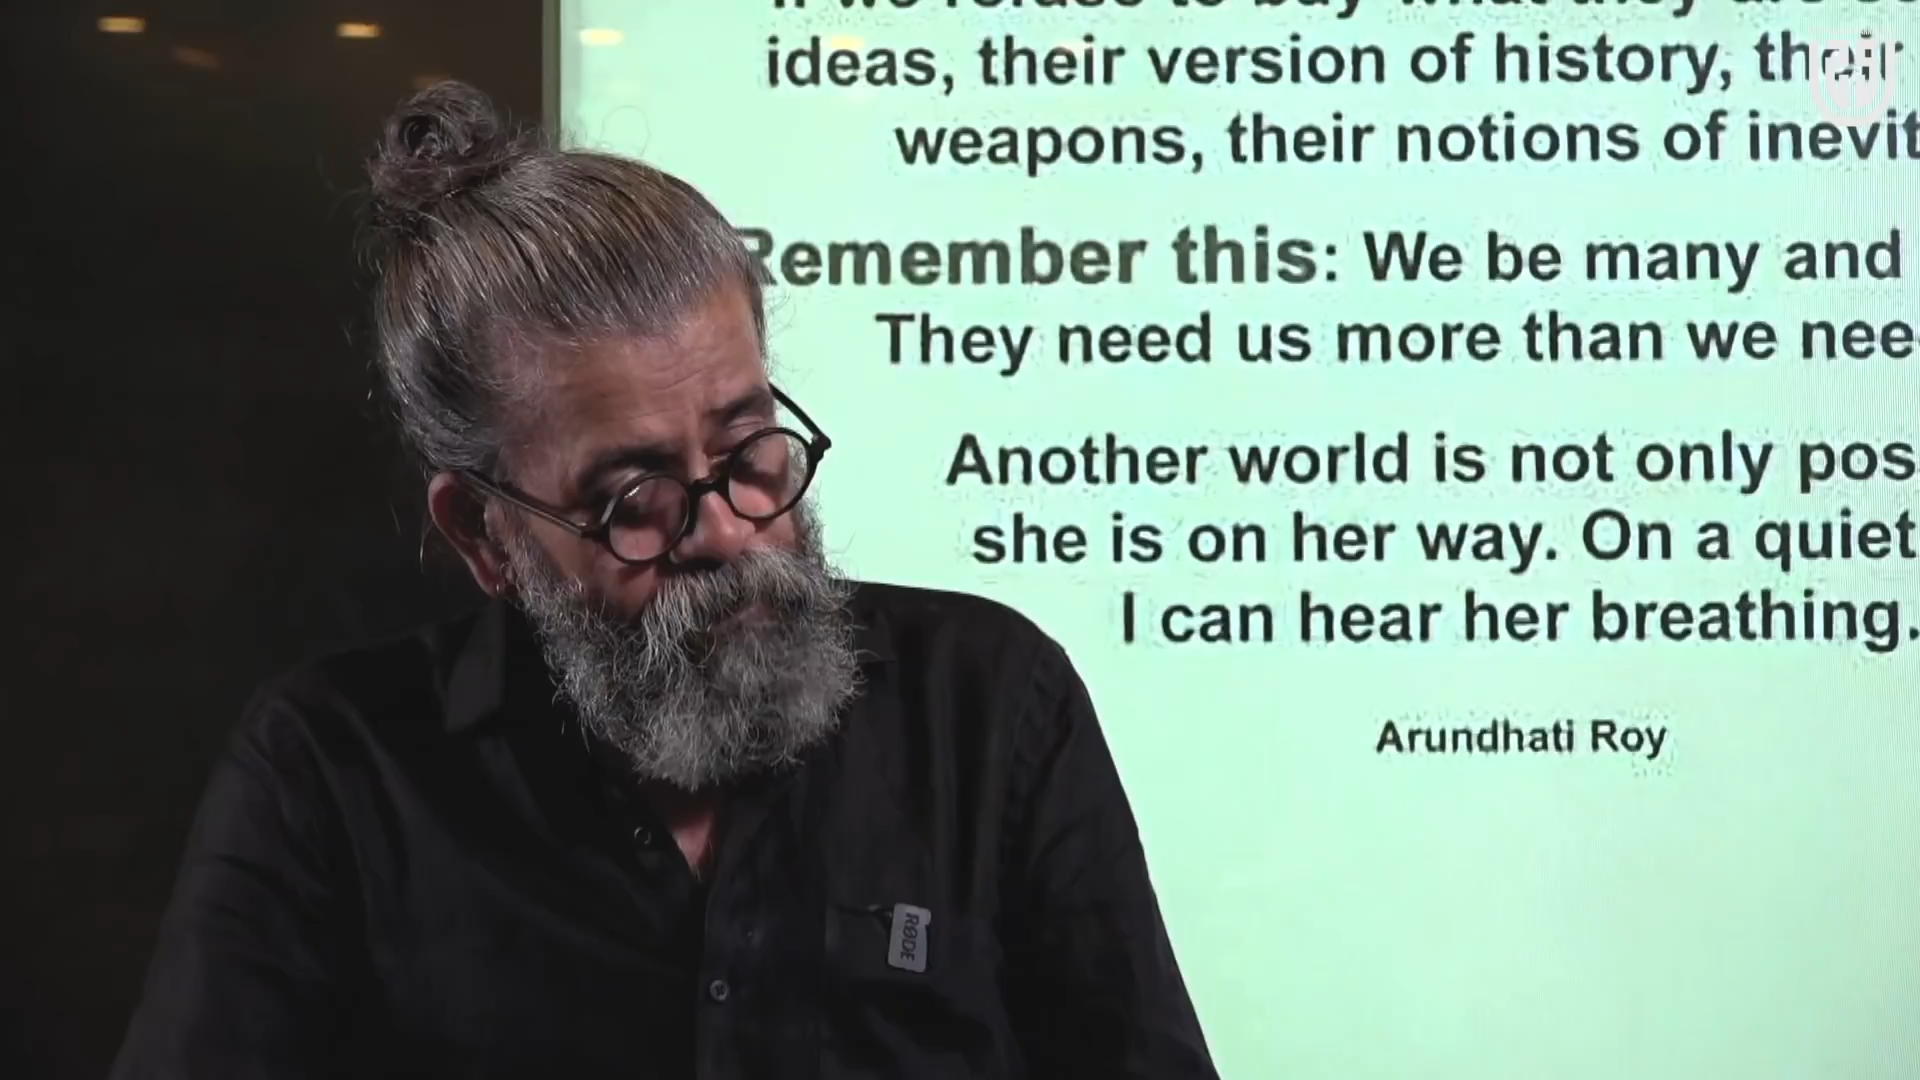 ideas, their version of history, their
weapons, their notions of inevit
Remember this: We be many and
They need us more than we nee
Another world is not only pos
she is on her way. On a quiet
I can hear her breathing.
Arundhati Roy
RØDE